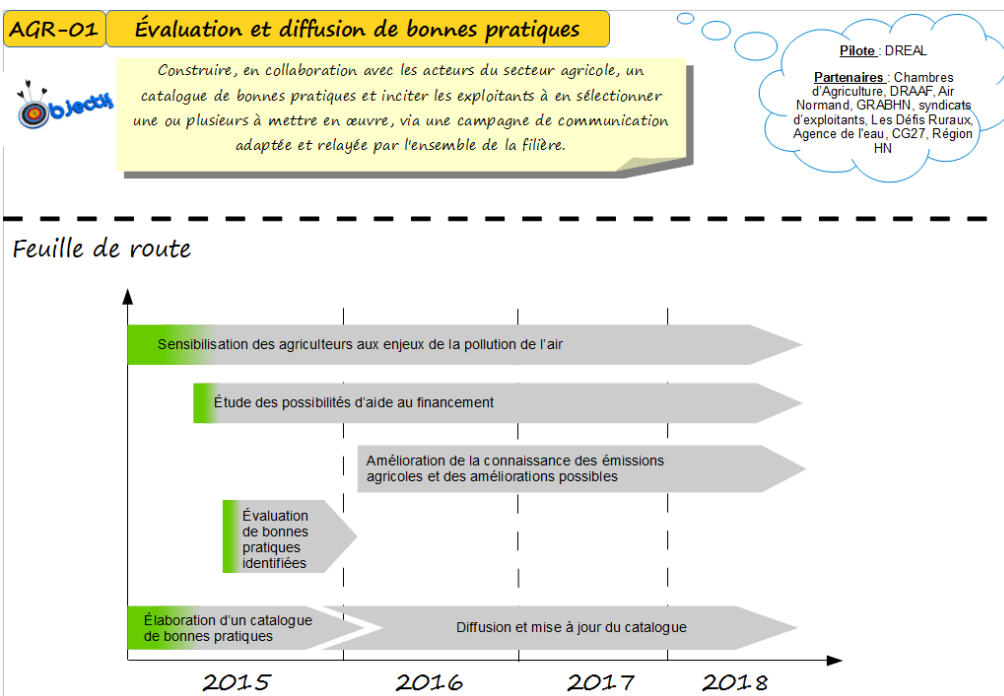 AGR-01
Évaluation et diffusion de bonnes pratiques
Objectifs
Construire, en collaboration avec les acteurs du secteur agricole, un
catalogue de bonnes pratiques et inciter les exploitants à en sélectionner
une ou plusieurs à mettre en œuvre, via une campagne de communication
adaptée et relayée par l'ensemble de la filière.
Pilote : DREAL
Partenaires : Chambres
d'Agriculture, DRAAF, Air
Normand, GRABHN, syndicats
d'exploitants, Les Défis Ruraux,
Agence de l'eau, CG27, Région
HN
Feuille de route
Sensibilisation des agriculteurs aux enjeux de la pollution de l'air
Étude des possibilités d'aide au financement
Amélioration de la connaissance des émissions
agricoles et des améliorations possibles
Évaluation
de bonnes
pratiques
identifiées
Élaboration d'un catalogue
de bonnes pratiques
Diffusion et mise à jour du catalogue
2015 2016 2017 2018